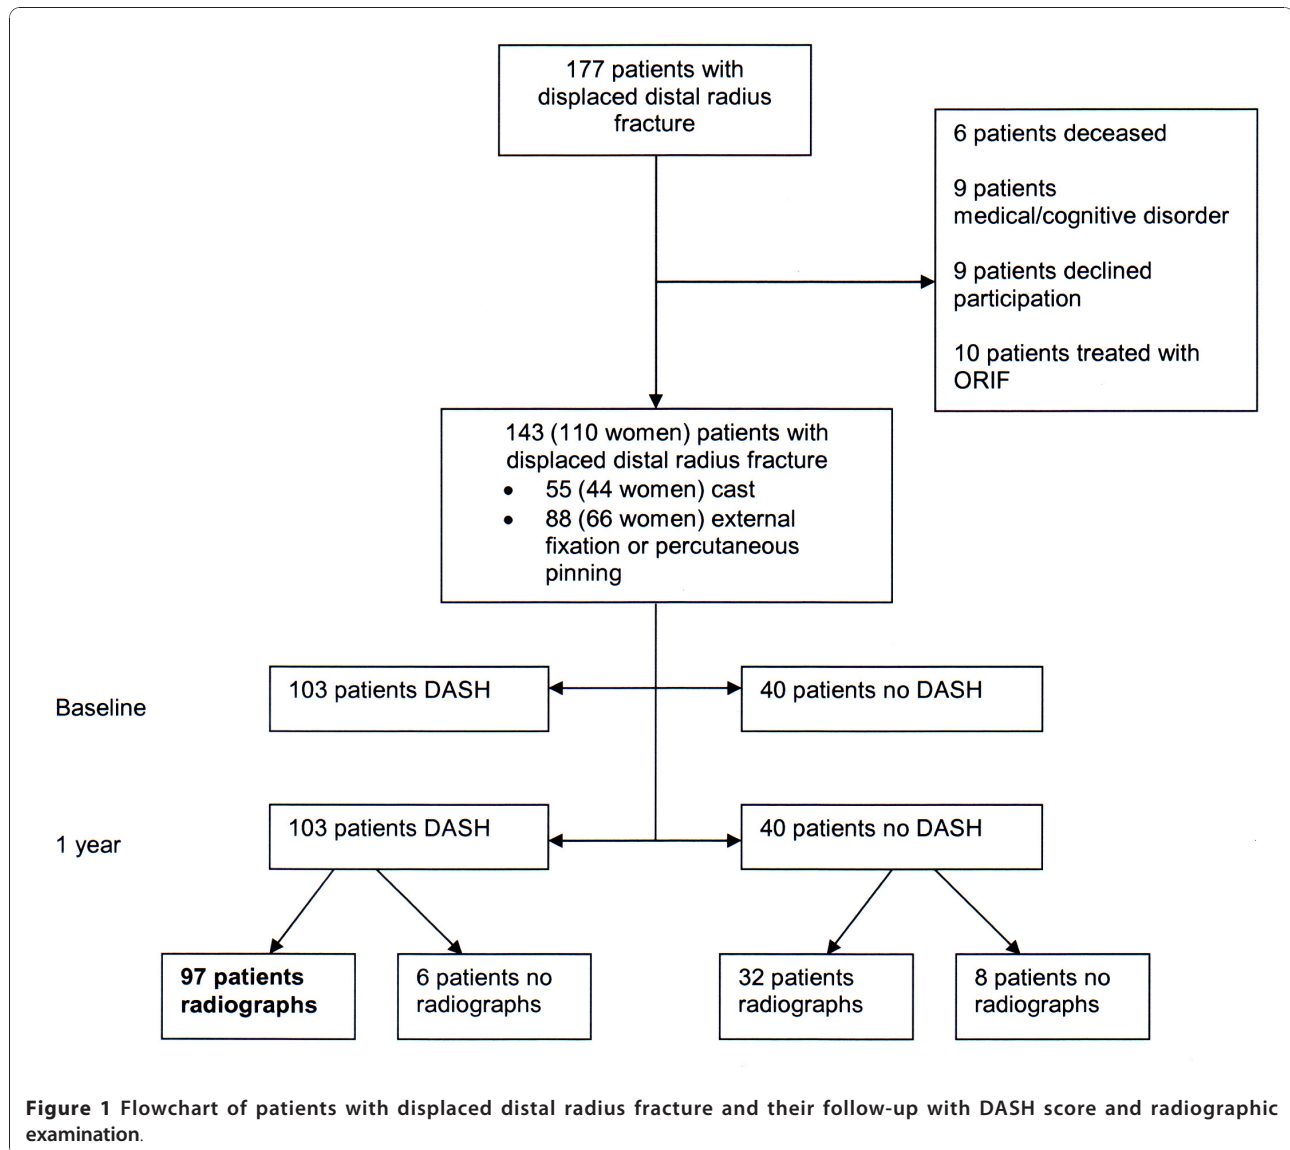 177 patients with
displaced distal radius
fracture
6 patients deceased
9 patients
medical/cognitive disorder
9 patients declined
participation
10 patients treated with
ORIF
143 (110 women) patients with
displaced distal radius fracture
• 55 (44 women) cast
• 88 (66 women) external
fixation or percutaneous
pinning
Baseline
103 patients DASH
40 patients no DASH
1 year
103 patients DASH
40 patients no DASH
97 patients
radiographs
6 patients no
radiographs
32 patients
radiographs
8 patients no
radiographs
Figure 1 Flowchart of patients with displaced distal radius fracture and their follow-up with DASH score and radiographic
examination.